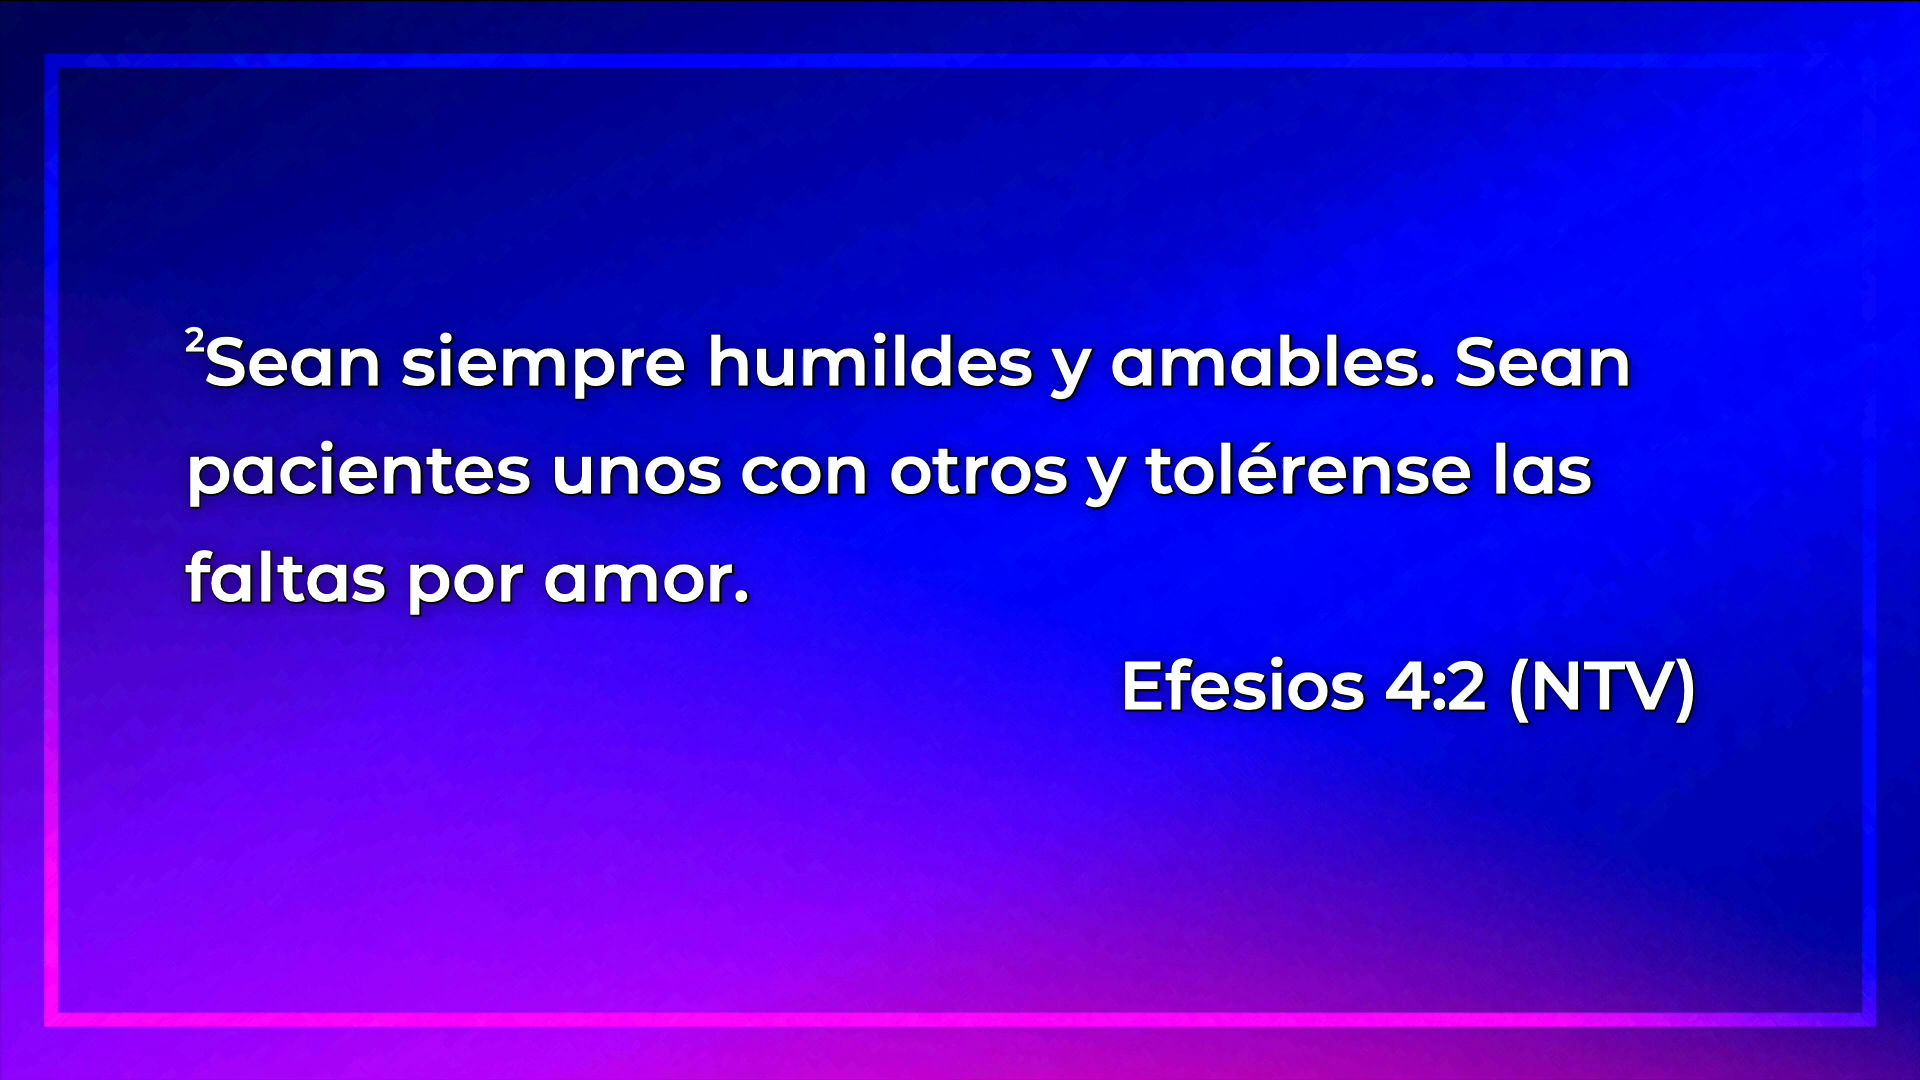 ²Sean siempre humildes y amables. Sean
pacientes unos con otros y tolérense las
faltas por amor.
Efesios 4:2 (NTV)